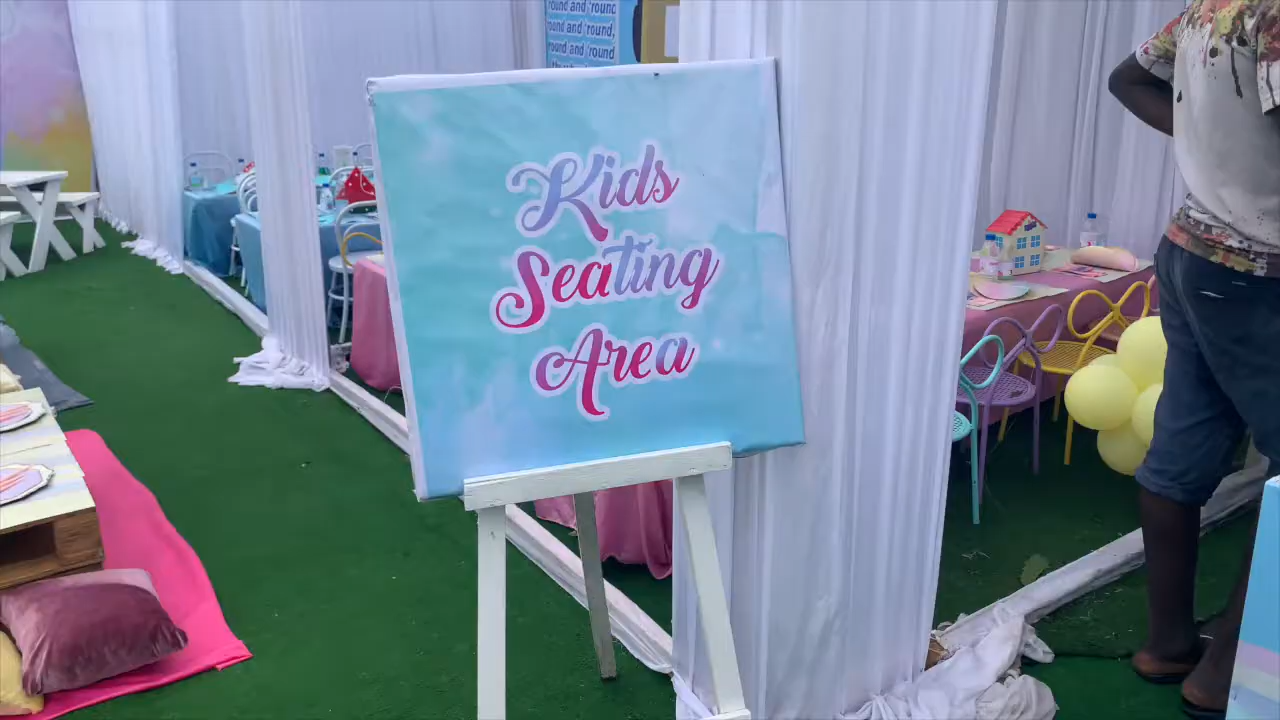 round and 'round
round and 'round,
round and 'round
Kids
Seating
Area